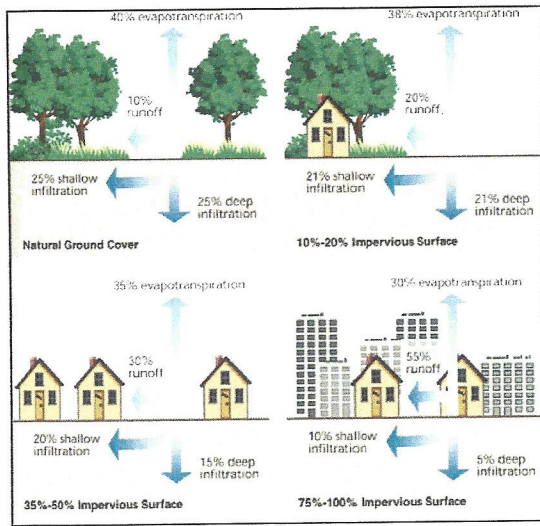 40% evapotranspiration
10%
runoff
25% shallow
infiltration
25% deep
infiltration
Natural Ground Cover
38% evapotranspiration
20%
runoff
21% shallow
infiltration
21% deep
infiltration
10%-20% Impervious Surface
35% evapotranspiration
30%
runoff
20% shallow
infiltration
15% deep
infiltration
35%-50% Impervious Surface
30% evapotranspiration
55%
runoff
10% shallow
infiltration
5% deep
infiltration
75%-100% Impervious Surface